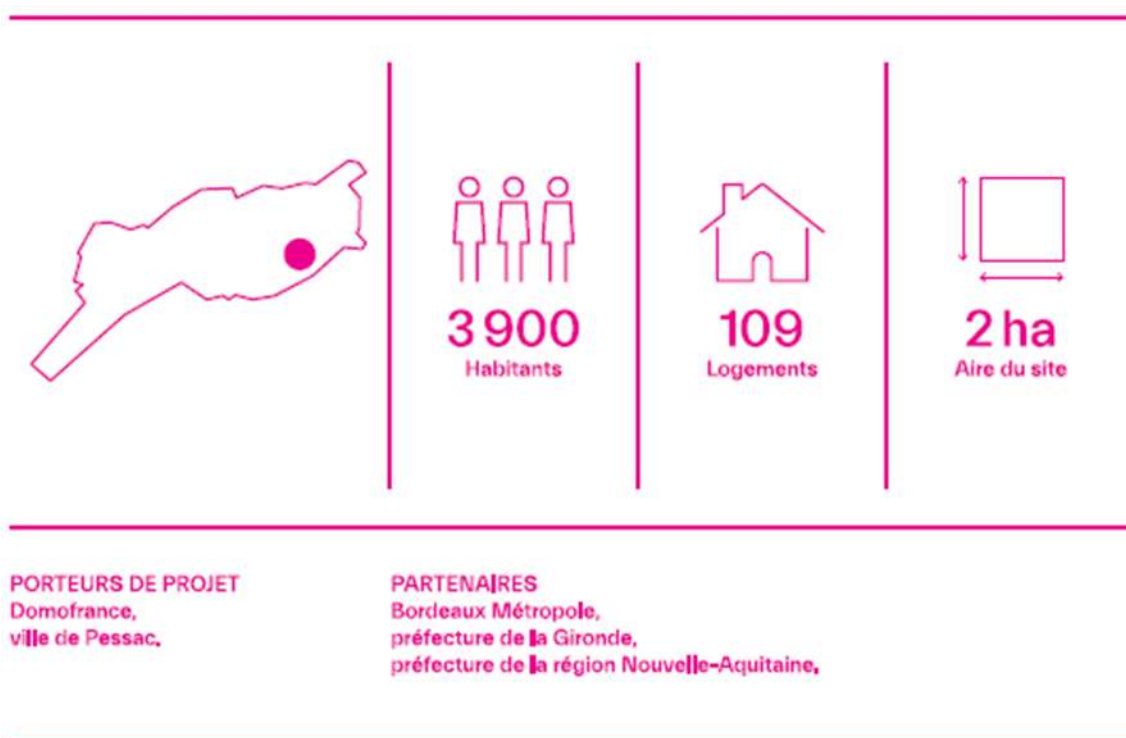 3 900
Habitants
109
Logements
2 ha
Aire du site
PORTEURS DE PROJET
Domofrance,
ville de Pessac.
PARTENAIRES
Bordeaux Métropole,
préfecture de la Gironde,
préfecture de la région Nouvelle-Aquitaine.